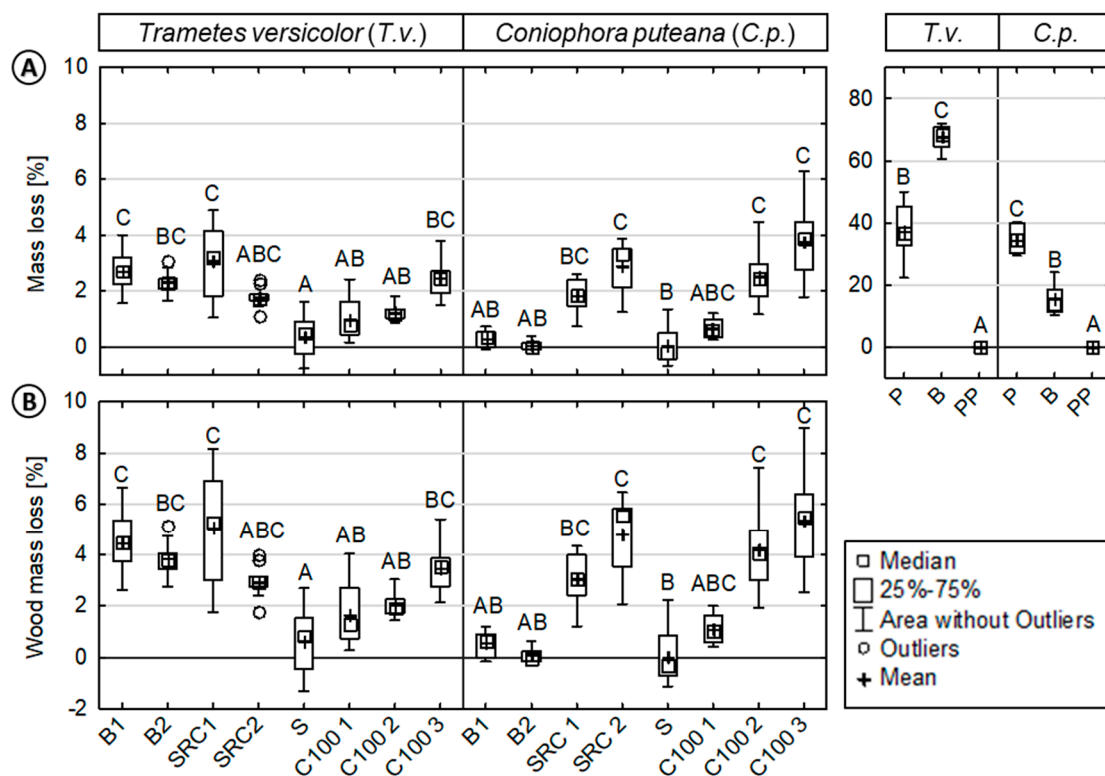 Trametes versicolor (T.v.) Coniophora puteana (C.p.) T.v. C.p.
A
Mass loss [%]
10
8
6
4
2
0
C BC C ABC A AB AB BC AB AB BC C B ABC C C
80
60
40
20
0
B C A C B A
P B PP P B PP
B
Wood mass loss [%]
10
8
6
4
2
0
-2
C BC C ABC A AB AB BC AB AB BC C B ABC C C
B1 B2 SRC1 SRC2 S C100 1 C100 2 C100 3 B1 B2 SRC 1 SRC 2 S C100 1 C100 2 C100 3
Median
25%-75%
Area without Outliers
Outliers
Mean